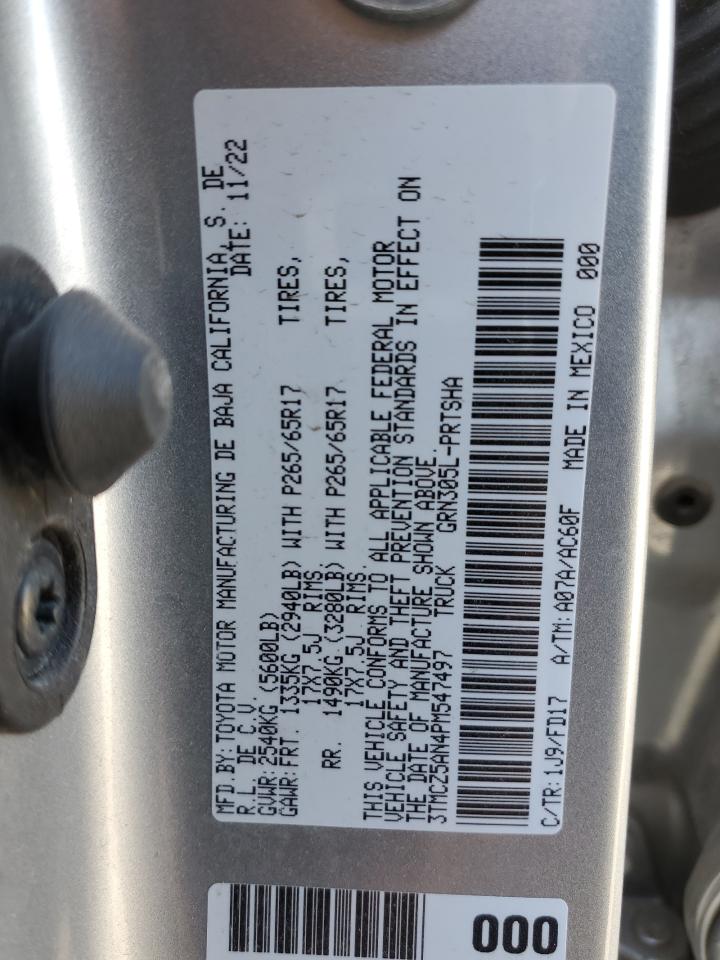 MFD BY: TOYOTA MOTOR MANUFACTURING DE BAJA CALIFORNIA, S. DE
R.L. DE C.V. DATE: 11/22
GVWR: 2540KG (5600LB)
GAWR: FRT. 1335KG (2940LB) WITH P265/65R17 TIRES,
17X7.5J RIMS
RR. 1490KG (3280LB) WITH P265/65R17 TIRES,
17X7.5J RIMS
THIS VEHICLE CONFORMS TO ALL APPLICABLE FEDERAL MOTOR
VEHICLE SAFETY AND THEFT PREVENTION STANDARDS IN EFFECT ON
THE DATE OF MANUFACTURE SHOWN ABOVE.
3TMCZ5AN4PM547497 TRUCK GRN305L-PRTSHA
C/TR: 1J9/FD17 A/TM: A07A/AC60F MADE IN MEXICO 000
000